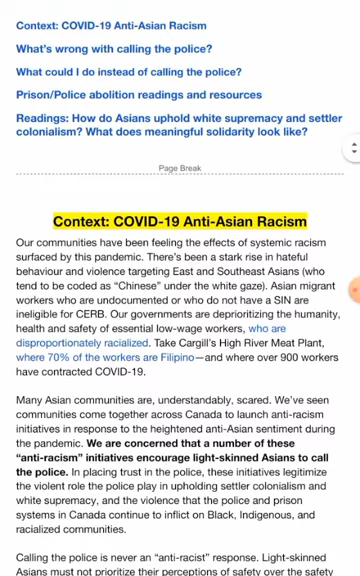 Context: COVID-19 Anti-Asian Racism
What's wrong with calling the police?
What could I do instead of calling the police?
Prison/Police abolition readings and resources
Readings: How do Asians uphold white supremacy and settler
colonialism? What does meaningful solidarity look like?
Page Break
Context: COVID-19 Anti-Asian Racism
Our communities have been feeling the effects of systemic racism
surfaced by this pandemic. There's been a stark rise in hateful
behaviour and violence targeting East and Southeast Asians (who
tend to be coded as "Chinese" under the white gaze). Asian migrant
workers who are undocumented or who do not have a SIN are
ineligible for CERB. Our governments are deprioritizing the humanity,
health and safety of essential low-wage workers, who are
disproportionately racialized. Take Cargill's High River Meat Plant,
where 70% of the workers are Filipino—and where over 900 workers
have contracted COVID-19.
Many Asian communities are, understandably, scared. We've seen
communities come together across Canada to launch anti-racism
initiatives in response to the heightened anti-Asian sentiment during
the pandemic. We are concerned that a number of these
"anti-racism" initiatives encourage light-skinned Asians to call
the police. In placing trust in the police, these initiatives legitimize
the violent role the police play in upholding settler colonialism and
white supremacy, and the violence that the police and prison
systems in Canada continue to inflict on Black, Indigenous, and
racialized communities.
Calling the police is never an "anti-racist" response. Light-skinned
Asians must not prioritize their perceptions of safety over the safety